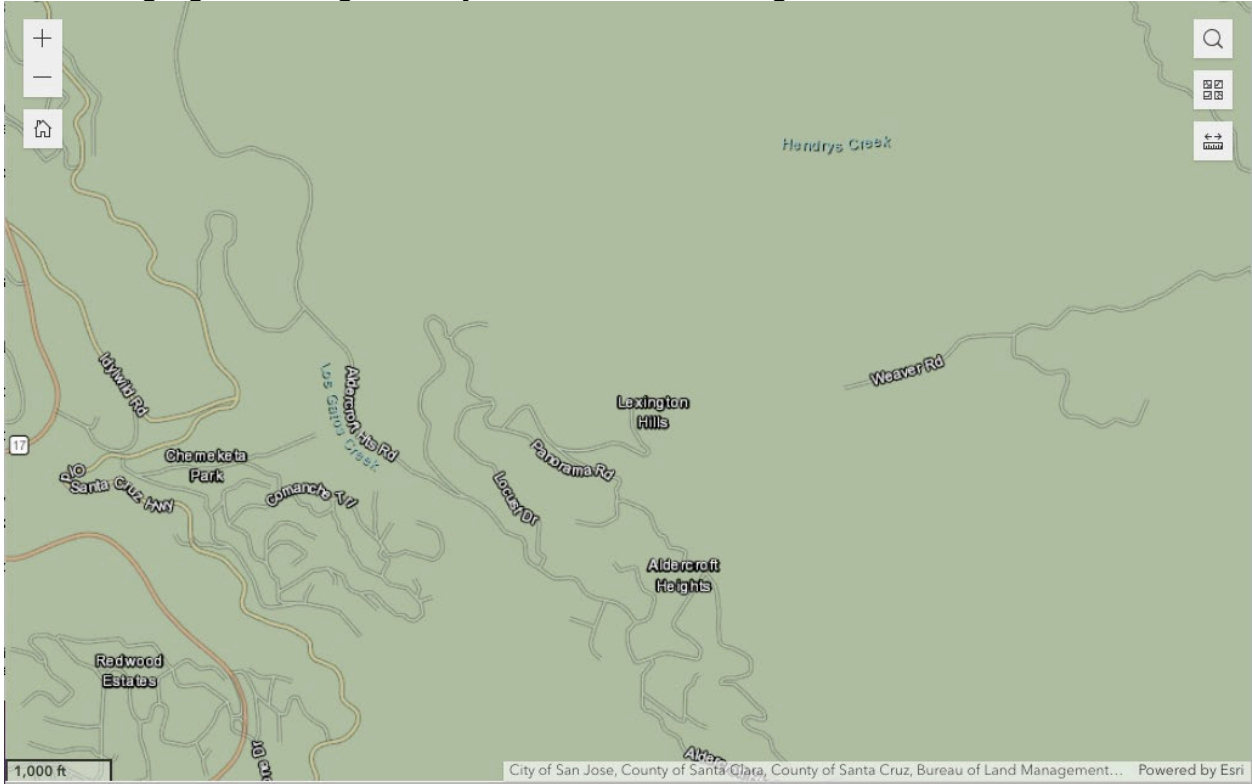 Hendrys Creek
Idylwild Rd
Los Gatos Creek
Aldercroft Hts Rd
Weaver Rd
Lexington
Hills
17
Chemeketa
Park
Panorama Rd
Old
Santa Cruz HWY
Comanche Trl
Locust Dr
Aldercroft
Heights
Redwood
Estates
Dr
1,000 ft
City of San Jose, County of Santa Clara, County of Santa Cruz, Bureau of Land Management...
Powered by Esri